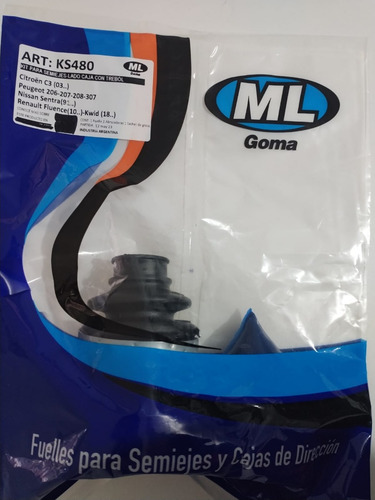 ART: KS480
ML
Goma
KIT PARA SEMIEJES-LADO CAJA CON TREBOL
Citroën C3 (03..)
Peugeot 206-207-208-307
Nissan Sentra(9...)
Renault Fluence(10..)-Kwid (18..)
INDUSTRIA ARGENTINA
ML
Goma
Fuelles para Semiejes y Cajas de Dirección